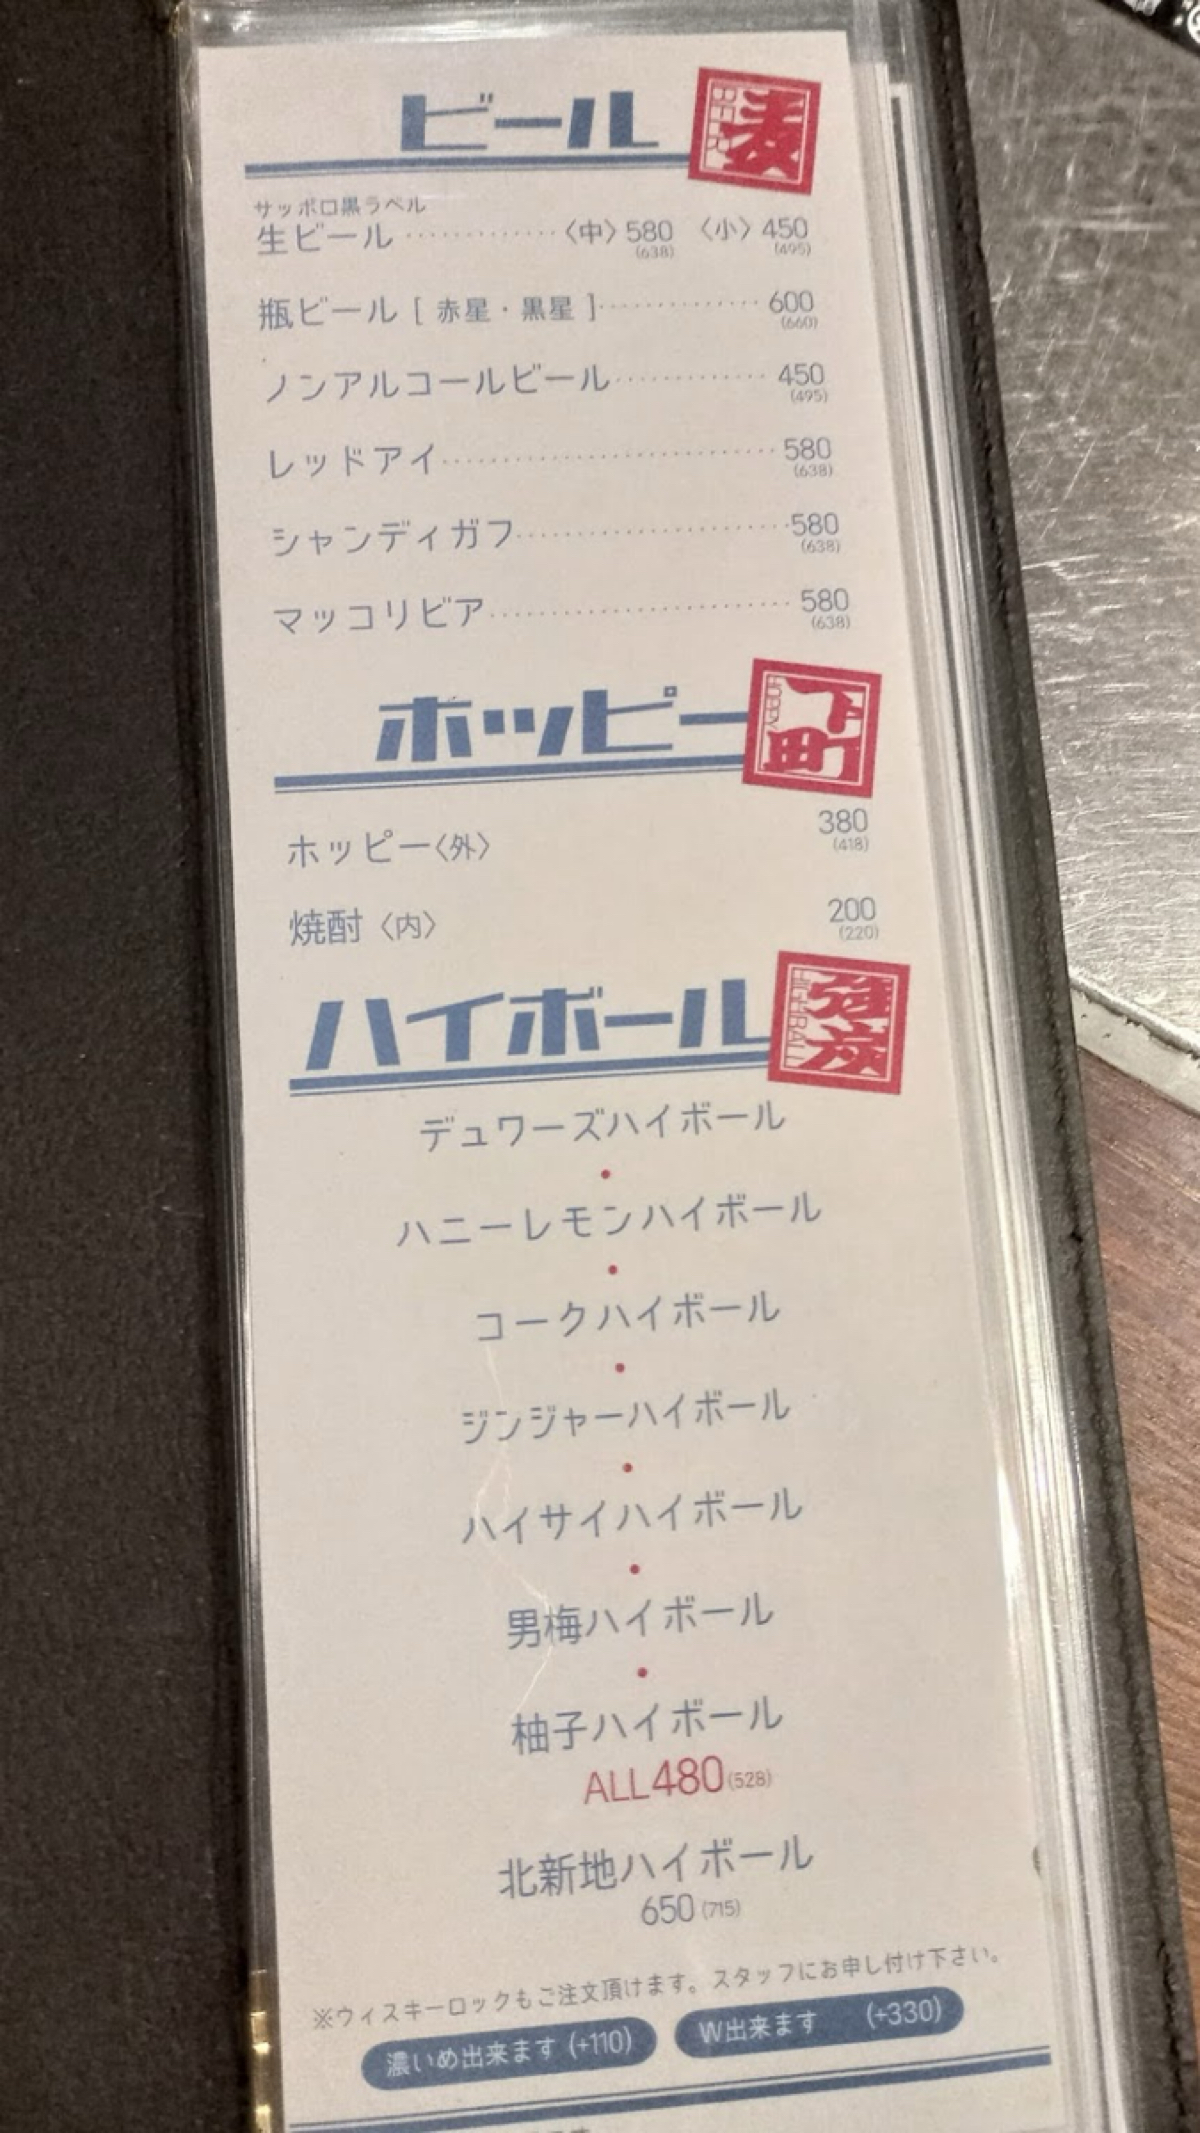 ビール 麦
サッポロ黒ラベル
生ビール ‥‥‥‥‥ 〈中〉580 〈小〉450
(638) (495)
瓶ビール [ 赤星・黒星 ] ‥‥‥‥‥ 600
(660)
ノンアルコールビール ‥‥‥‥‥ 450
(495)
レッドアイ ‥‥‥‥‥ 580
(638)
シャンディガフ ‥‥‥‥‥ 580
(638)
マッコリビア ‥‥‥‥‥ 580
(638)
ホッピー HOPPY 下町
ホッピー〈外〉 380
(418)
焼酎〈内〉 200
(220)
ハイボール HIGHBALL 強炭
デュワーズハイボール
・
ハニーレモンハイボール
・
コークハイボール
・
ジンジャーハイボール
・
ハイサイハイボール
・
男梅ハイボール
・
柚子ハイボール
ALL480(528)
北新地ハイボール
650(715)
※ウィスキーロックもご注文頂けます。スタッフにお申し付け下さい。
濃いめ出来ます (+110) W出来ます (+330)